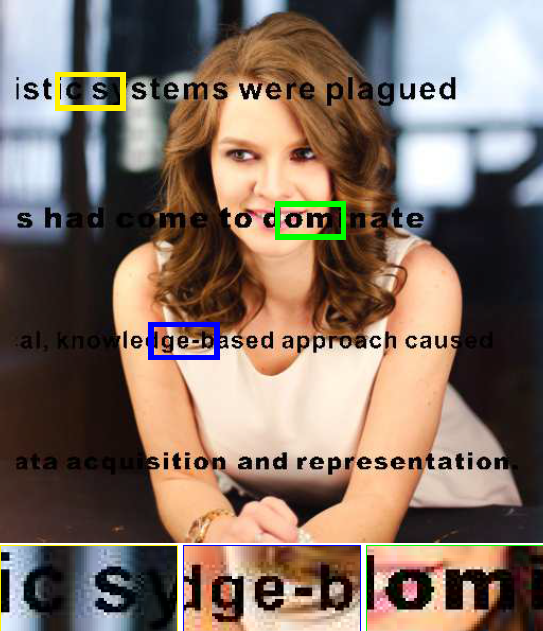 istic systems were plagued
s had come to dominate
al, knowledge-based approach caused
ata acquisition and representation.
ic sy
dge-b
omi